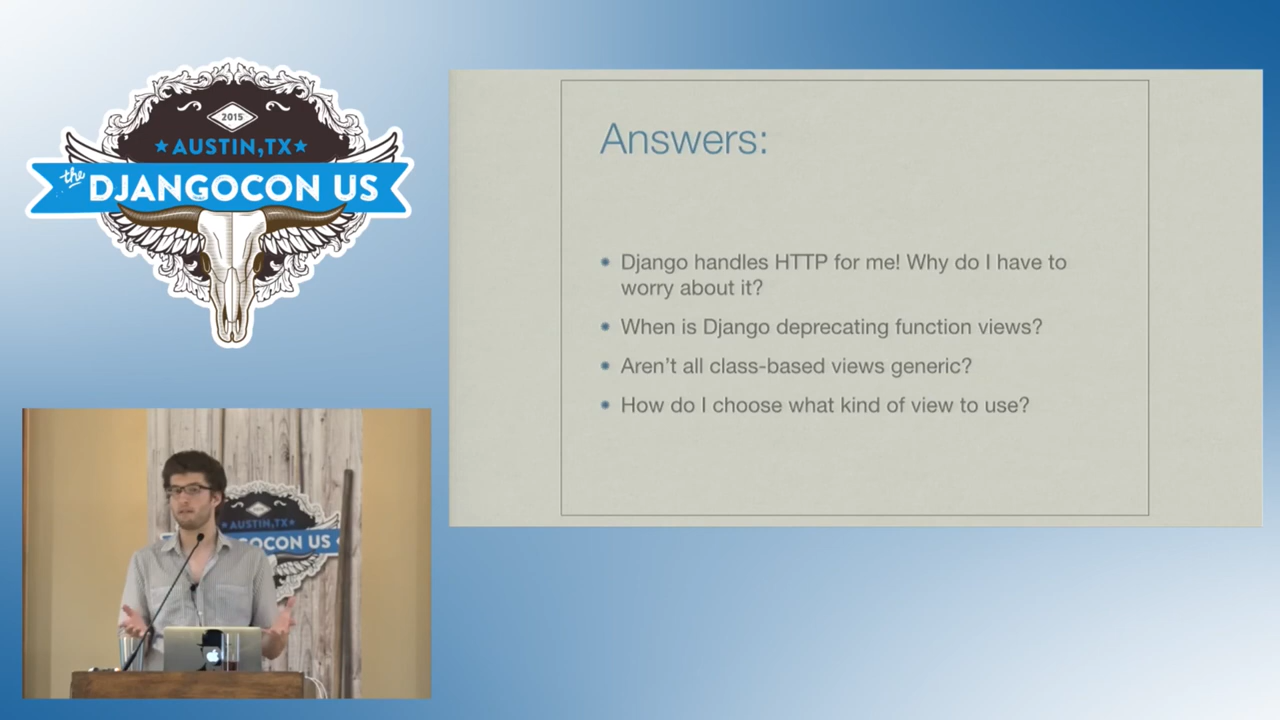 2015
AUSTIN, TX
the
DJANGOCON US
Answers:
Django handles HTTP for me! Why do I have to
worry about it?
When is Django deprecating function views?
Aren't all class-based views generic?
How do I choose what kind of view to use?
AUSTIN, TX
OCON US